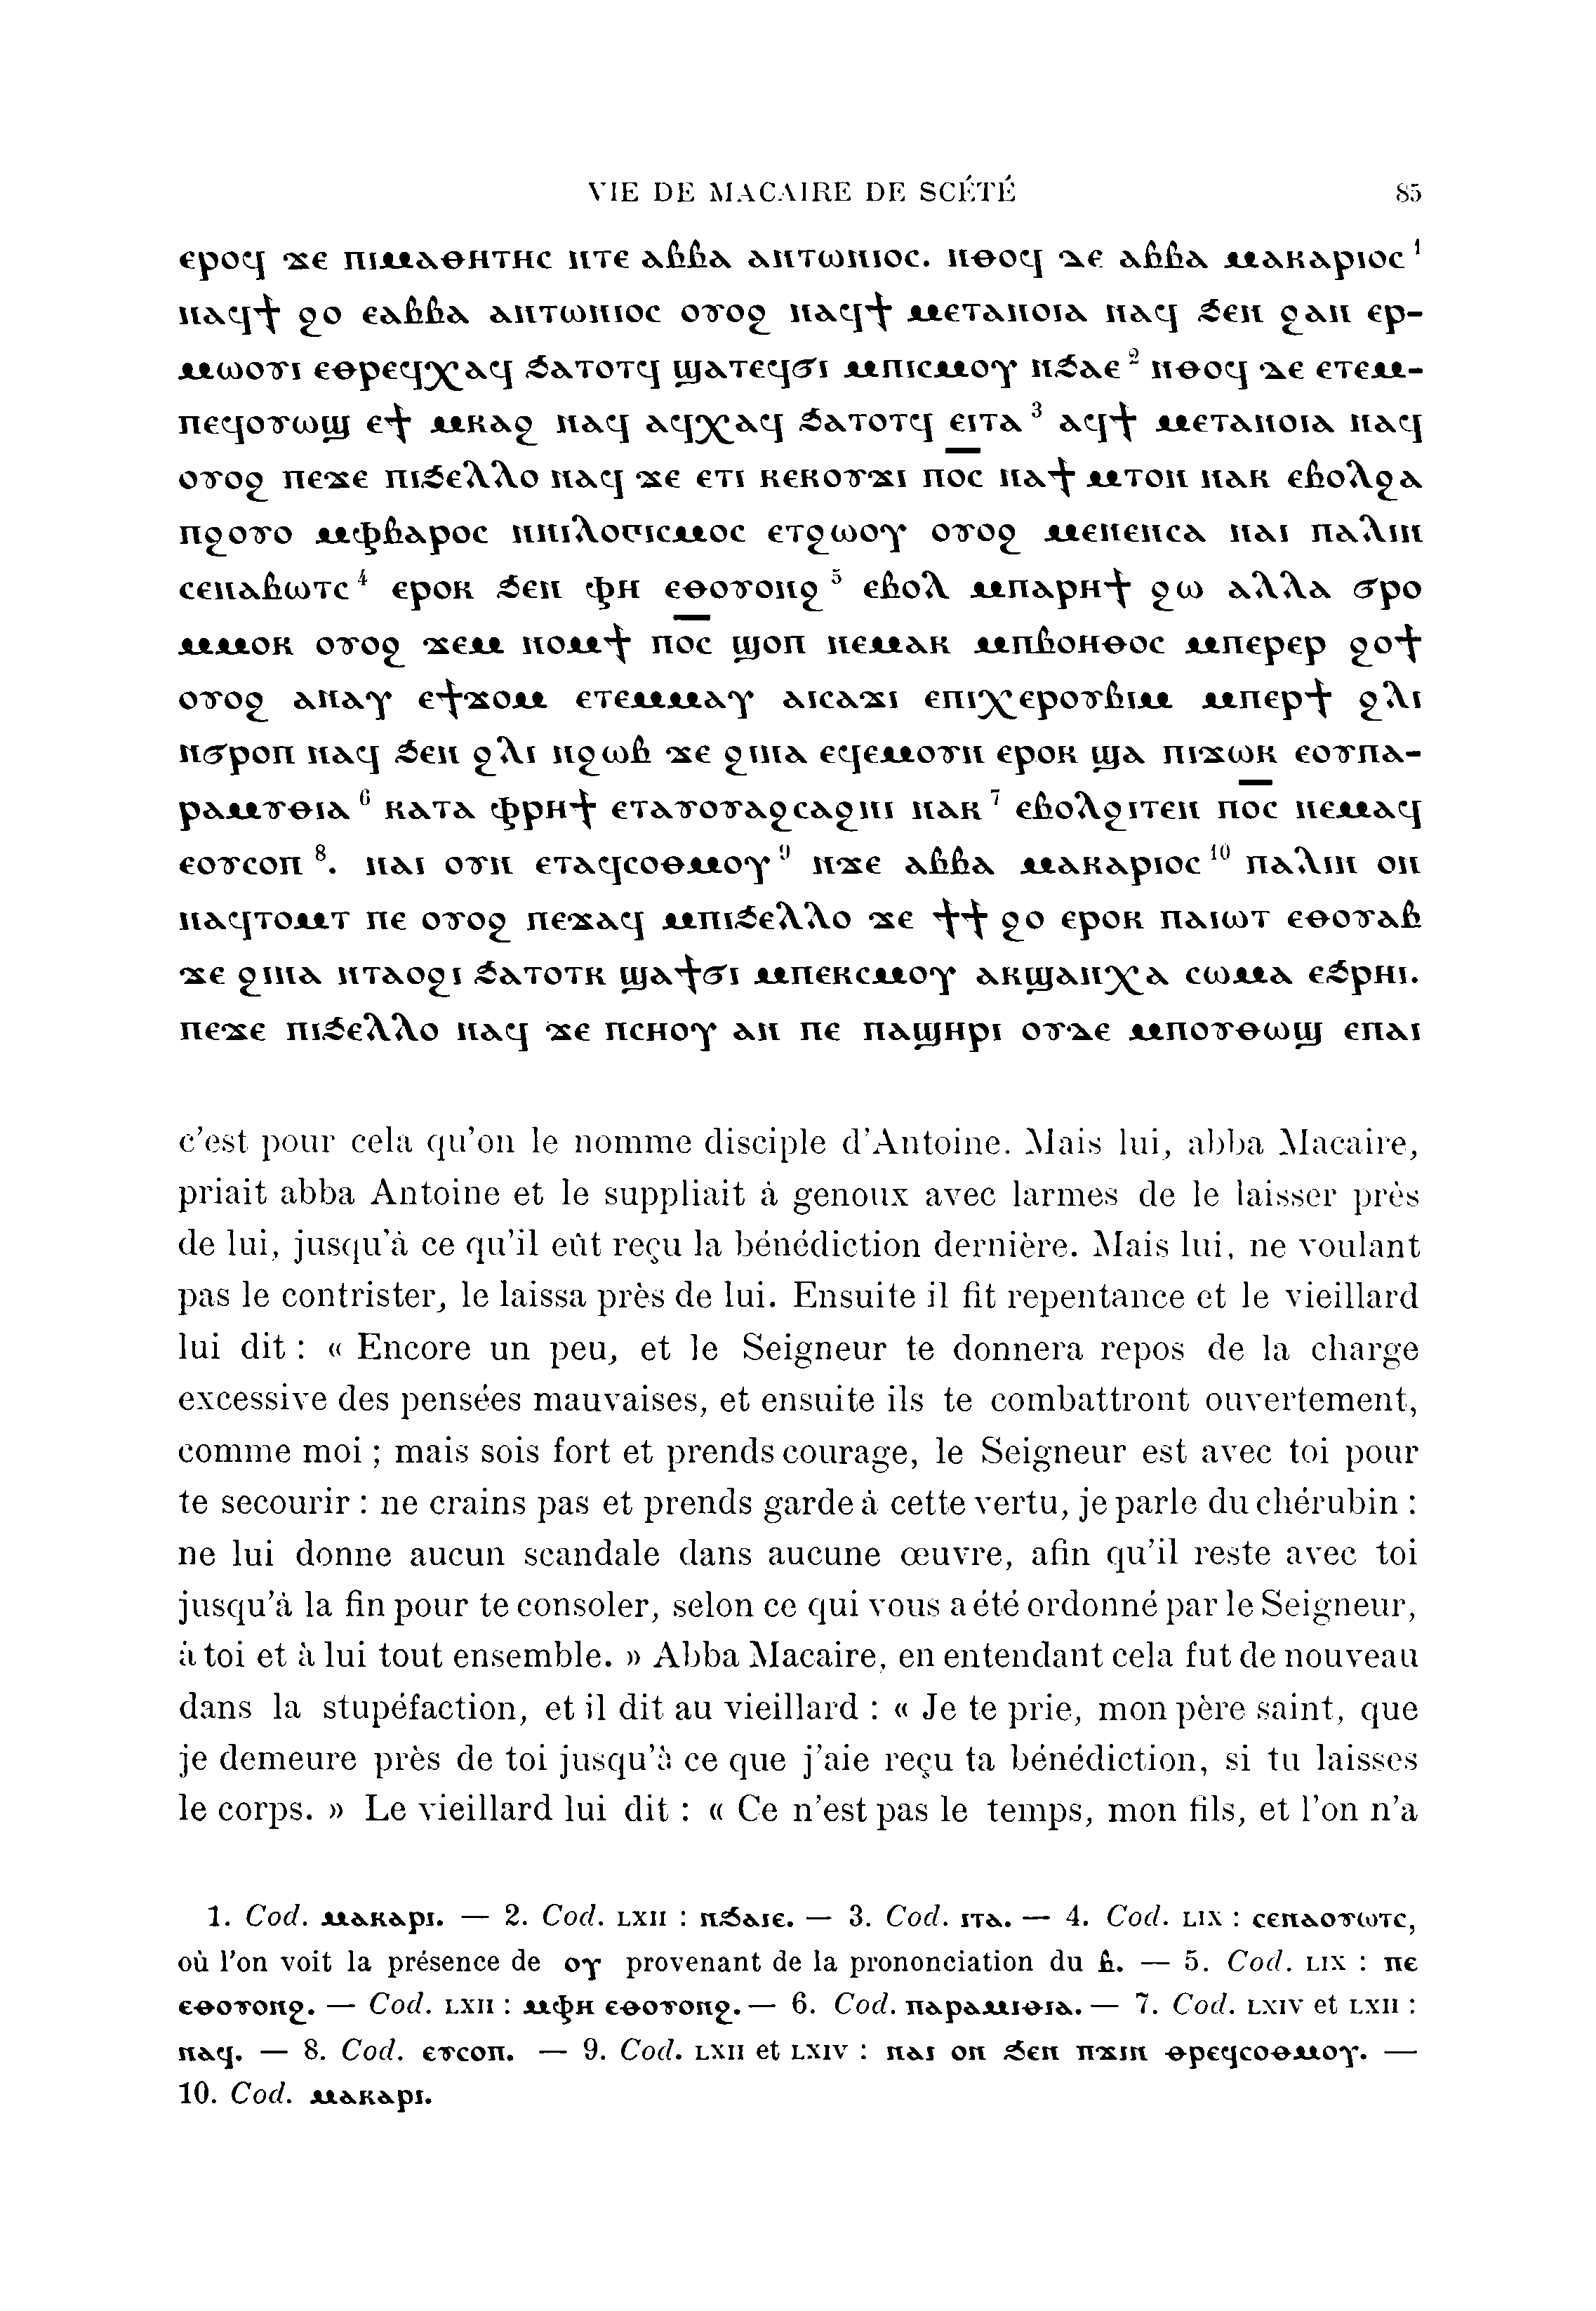 VIE DE MACAIRE DE SCÉTÉ 85
ⲉⲣⲟϥ ϫⲉ ⲡⲓⲙⲁⲑⲏⲧⲏⲥ ⲛⲧⲉ ⲁⲃⲃⲁ ⲁⲛⲧⲱⲛⲓⲟⲥ. ⲛⲑⲟϥ ⲇⲉ ⲁⲃⲃⲁ ⲙⲁⲕⲁⲣⲓⲟⲥ ¹
ⲛⲁϥϯ ϩⲟ ⲉⲁⲃⲃⲁ ⲁⲛⲧⲱⲛⲓⲟⲥ ⲟⲩⲟϩ ⲛⲁϥϯ ⲙⲉⲧⲁⲛⲟⲓⲁ ⲛⲁϥ ϧⲉⲛ ϩⲁⲛ ⲉⲣ-
ⲙⲱⲟⲩⲓ ⲉⲑⲣⲉϥⲭⲁϥ ϧⲁⲧⲟⲧϥ ϣⲁⲧⲉϥϭⲓ ⲙⲡⲓⲥⲙⲟⲩ ⲛϧⲁⲉ ² ⲛⲑⲟϥ ⲇⲉ ⲉⲧⲉⲙ-
ⲡⲉϥⲟⲩⲱϣ ⲉϯ ⲙⲕⲁϩ ⲛⲁϥ ⲁϥⲭⲁϥ ϧⲁⲧⲟⲧϥ ⲉⲓⲧⲁ ³ ⲁϥϯ ⲙⲉⲧⲁⲛⲟⲓⲁ ⲛⲁϥ
ⲟⲩⲟϩ ⲡⲉϫⲉ ⲡⲓϧⲉⲗⲗⲟ ⲛⲁϥ ϫⲉ ⲉⲧⲓ ⲕⲉⲕⲟⲩϫⲓ ⲡ̅ⲟ̅ⲥ̅ ⲛⲁϯ ⲙⲧⲟⲛ ⲛⲁⲕ ⲉⲃⲟⲗϩⲁ
ⲡϩⲟⲩⲟ ⲙⲫⲃⲁⲣⲟⲥ ⲛⲛⲓⲗⲟⲅⲓⲥⲙⲟⲥ ⲉⲧϩⲱⲟⲩ ⲟⲩⲟϩ ⲙⲉⲛⲉⲛⲥⲁ ⲛⲁⲓ ⲡⲁⲗⲓⲛ
ⲥⲉⲛⲁⲃⲱⲧⲥ ⁴ ⲉⲣⲟⲕ ϧⲉⲛ ⲫⲏ ⲉⲑⲟⲩⲟⲛϩ ⁵ ⲉⲃⲟⲗ ⲙⲡⲁⲣⲏϯ ϩⲱ ⲁⲗⲗⲁ ϭⲣⲟ
ⲙⲙⲟⲕ ⲟⲩⲟϩ ϫⲉⲙ ⲛⲟⲙϯ ⲡ̅ⲟ̅ⲥ̅ ϣⲟⲡ ⲛⲉⲙⲁⲕ ⲙⲡⲃⲟⲏⲑⲟⲥ ⲙⲡⲉⲣⲉⲣ ϩⲟϯ
ⲟⲩⲟϩ ⲁⲛⲁⲩ ⲉϯϫⲟⲙ ⲉⲧⲉⲙⲙⲁⲩ ⲁⲓⲥⲁϫⲓ ⲉⲡⲓⲭⲉⲣⲟⲩⲃⲓⲙ ⲙⲡⲉⲣϯ ϩⲗⲓ
ⲛϭⲣⲟⲡ ⲛⲁϥ ϧⲉⲛ ϩⲗⲓ ⲛϩⲱⲃ ϫⲉ ϩⲓⲛⲁ ⲉϥⲉⲙⲟⲩⲛ ⲉⲣⲟⲕ ϣⲁ ⲡⲓϫⲱⲕ ⲉⲟⲩⲡⲁ-
ⲣⲁⲙⲩⲑⲓⲁ ⁶ ⲕⲁⲧⲁ ⲫⲣⲏϯ ⲉⲧⲁⲩⲟⲩⲁϩⲥⲁϩⲛⲓ ⲛⲁⲕ ⁷ ⲉⲃⲟⲗϩⲓⲧⲉⲛ ⲡ̅ⲟ̅ⲥ̅ ⲛⲉⲙⲁϥ
ⲉⲟⲩⲥⲟⲡ ⁸. ⲛⲁⲓ ⲟⲩⲛ ⲉⲧⲁϥⲥⲟⲑⲙⲟⲩ ⁹ ⲛϫⲉ ⲁⲃⲃⲁ ⲙⲁⲕⲁⲣⲓⲟⲥ ¹⁰ ⲡⲁⲗⲓⲛ ⲟⲛ
ⲛⲁϥⲧⲟⲙⲧ ⲡⲉ ⲟⲩⲟϩ ⲡⲉϫⲁϥ ⲙⲡⲓϧⲉⲗⲗⲟ ϫⲉ ϯϯ ϩⲟ ⲉⲣⲟⲕ ⲡⲁⲓⲱⲧ ⲉⲑⲟⲩⲁⲃ
ϫⲉ ϩⲓⲛⲁ ⲛⲧⲁⲟϩⲓ ϧⲁⲧⲟⲧⲕ ϣⲁϯϭⲓ ⲙⲡⲉⲕⲥⲙⲟⲩ ⲁⲕϣⲁⲛⲭⲁ ⲥⲱⲙⲁ ⲉϧⲣⲏⲓ.
ⲡⲉϫⲉ ⲡⲓϧⲉⲗⲗⲟ ⲛⲁϥ ϫⲉ ⲡⲥⲏⲟⲩ ⲁⲛ ⲡⲉ ⲡⲁϣⲏⲣⲓ ⲟⲩⲇⲉ ⲙⲡⲟⲩⲑⲱϣ ⲉⲡⲁⲓ
c'est pour cela qu'on le nomme disciple d'Antoine. Mais lui, abba Macaire,
priait abba Antoine et le suppliait à genoux avec larmes de le laisser près
de lui, jusqu'à ce qu'il eût reçu la bénédiction dernière. Mais lui, ne voulant
pas le contrister, le laissa près de lui. Ensuite il fit repentance et le vieillard
lui dit : « Encore un peu, et le Seigneur te donnera repos de la charge
excessive des pensées mauvaises, et ensuite ils te combattront ouvertement,
comme moi ; mais sois fort et prends courage, le Seigneur est avec toi pour
te secourir : ne crains pas et prends garde à cette vertu, je parle du chérubin :
ne lui donne aucun scandale dans aucune œuvre, afin qu'il reste avec toi
jusqu'à la fin pour te consoler, selon ce qui vous a été ordonné par le Seigneur,
à toi et à lui tout ensemble. » Abba Macaire, en entendant cela fut de nouveau
dans la stupéfaction, et il dit au vieillard : « Je te prie, mon père saint, que
je demeure près de toi jusqu'à ce que j'aie reçu ta bénédiction, si tu laisses
le corps. » Le vieillard lui dit : « Ce n'est pas le temps, mon fils, et l'on n'a
1. Cod. ⲙⲁⲕⲁⲣⲓ. — 2. Cod. LXII : ⲛϧⲁⲓⲉ. — 3. Cod. ⲓⲧⲁ. — 4. Cod. LIX : ⲥⲉⲛⲁⲟⲩⲱⲧⲥ,
où l'on voit la présence de ⲟⲩ provenant de la prononciation du ⲃ. — 5. Cod. LIX : ⲡⲉ
ⲉⲑⲟⲩⲟⲛϩ. — Cod. LXII : ⲙⲫⲏ ⲉⲑⲟⲩⲟⲛϩ. — 6. Cod. ⲡⲁⲣⲁⲙⲓⲑⲓⲁ. — 7. Cod. LXIV et LXII :
ⲛⲁϥ. — 8. Cod. ⲉⲩⲥⲟⲡ. — 9. Cod. LXII et LXIV : ⲛⲁⲓ ⲟⲛ ϧⲉⲛ ⲡϫⲓⲛ ⲑⲣⲉϥⲥⲟⲑⲙⲟⲩ. —
10. Cod. ⲙⲁⲕⲁⲣⲓ.